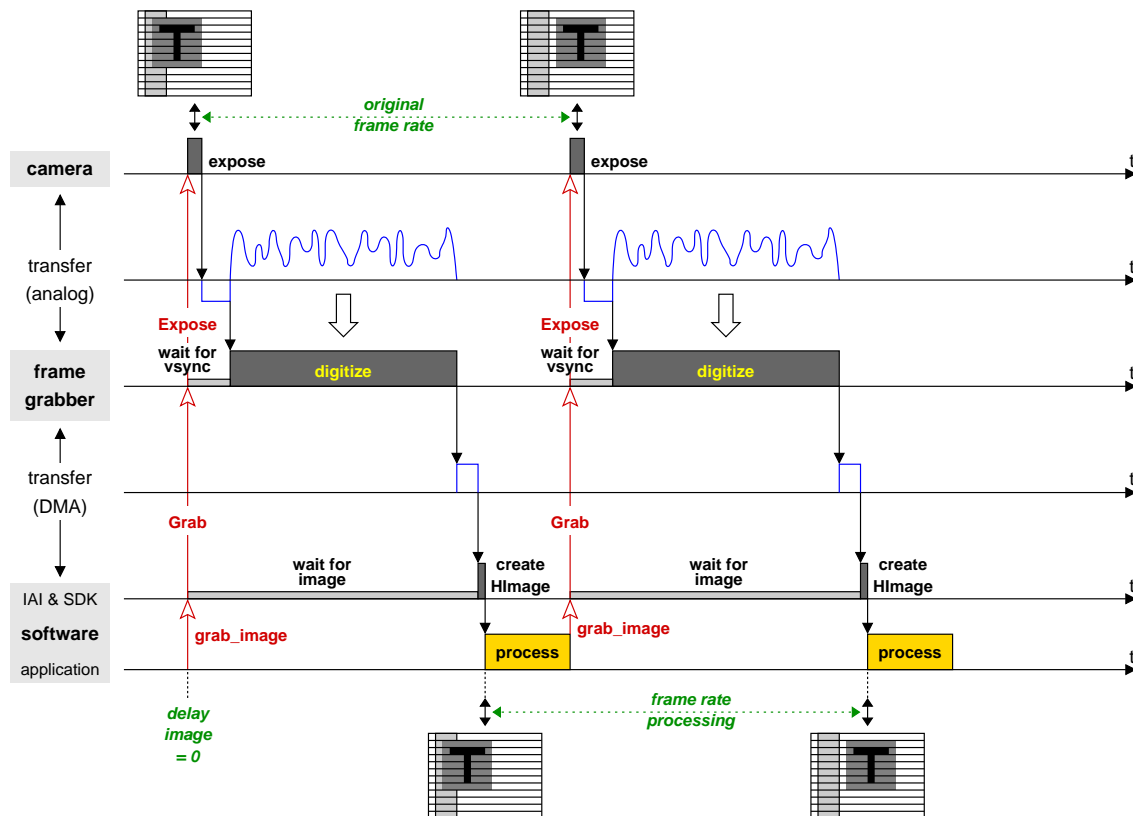 T
T
original
frame rate
expose
expose
t
camera
transfer
(analog)
t
Expose
Expose
wait for
vsync
wait for
vsync
frame
grabber
digitize
digitize
t
transfer
(DMA)
t
Grab
Grab
wait for
image
create
HImage
wait for
image
create
HImage
IAI & SDK
software
application
t
grab_image
grab_image
process
process
t
delay
image
= 0
frame rate
processing
T
T